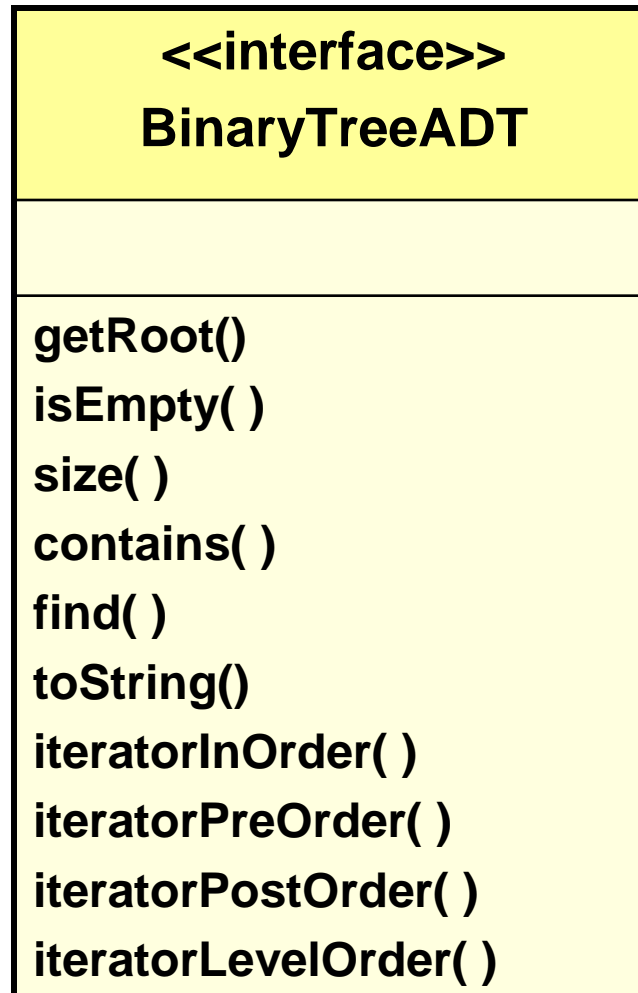 <<interface>>
BinaryTreeADT
getRoot()
isEmpty( )
size( )
contains( )
find( )
toString()
iteratorInOrder( )
iteratorPreOrder( )
iteratorPostOrder( )
iteratorLevelOrder( )